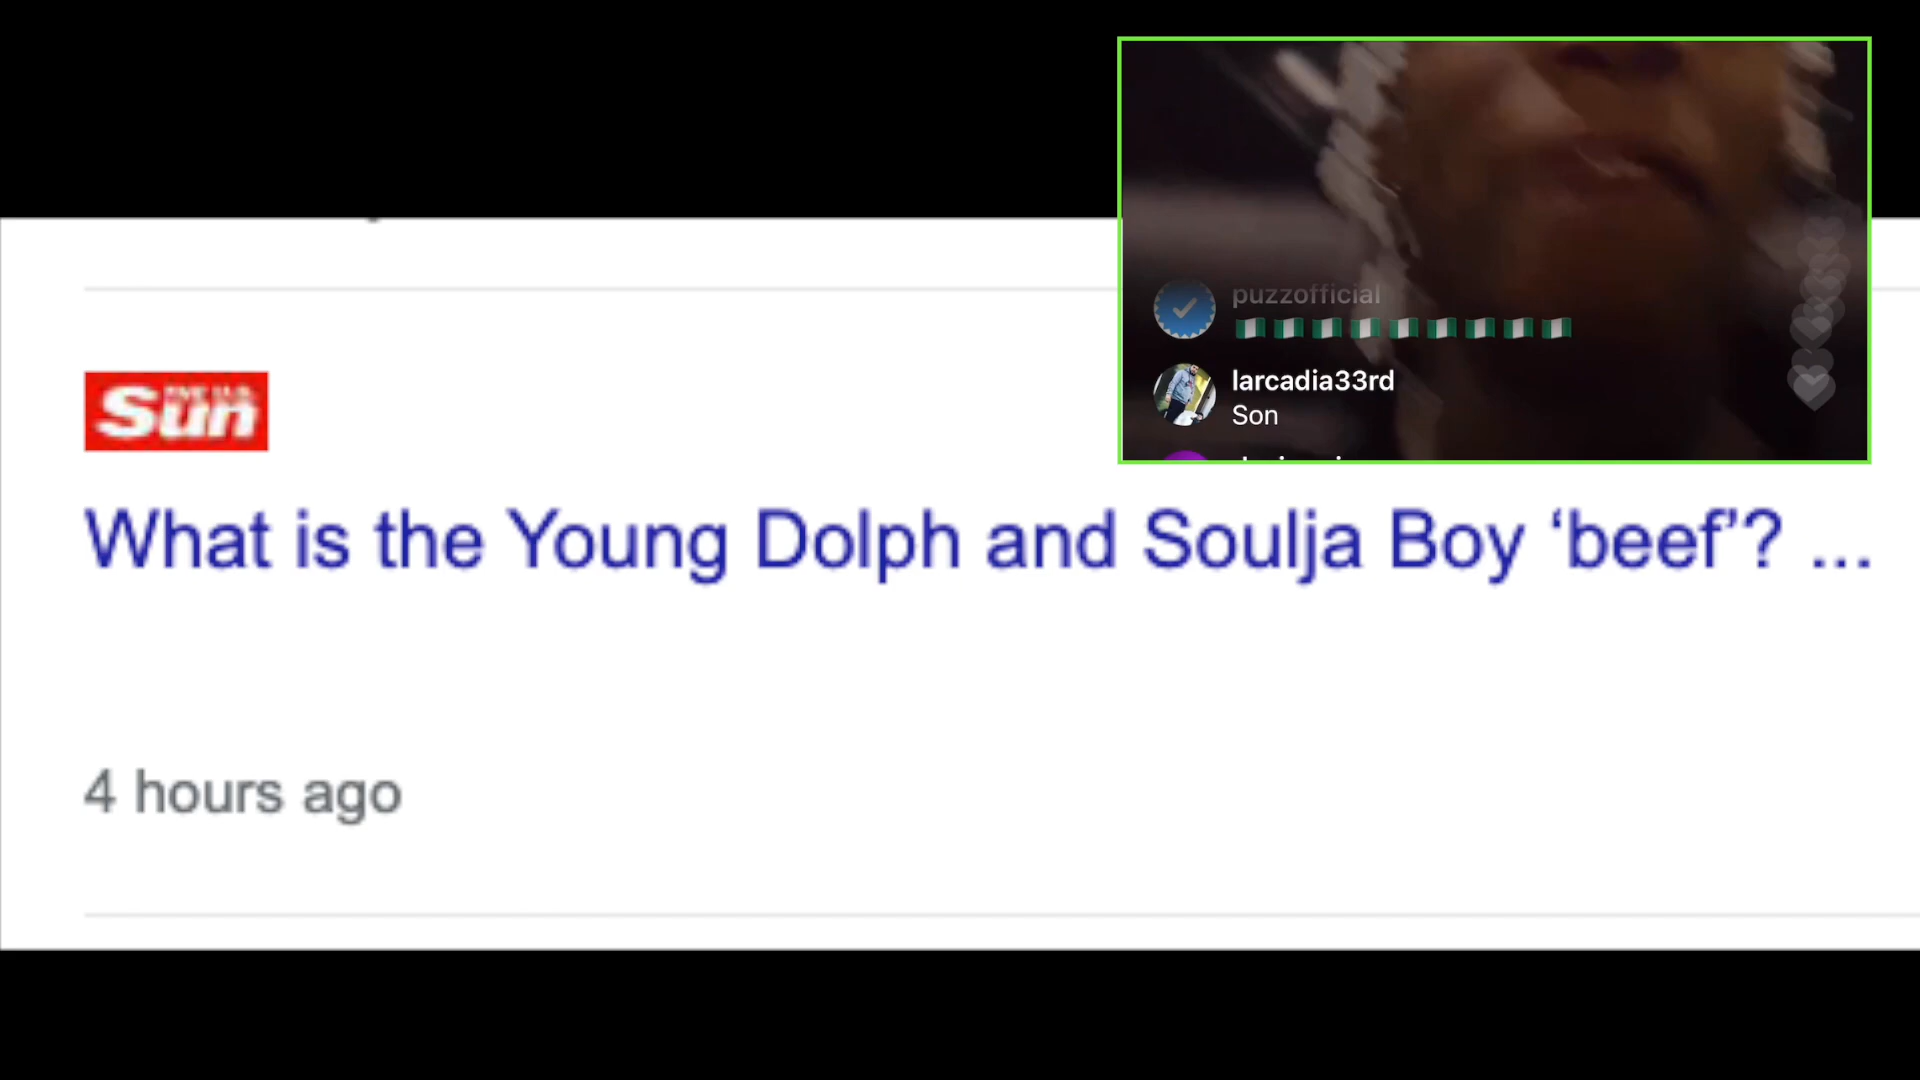 puzzofficial
larcadia33rd
Son
Sun
What is the Young Dolph and Soulja Boy ‘beef’? ...
4 hours ago